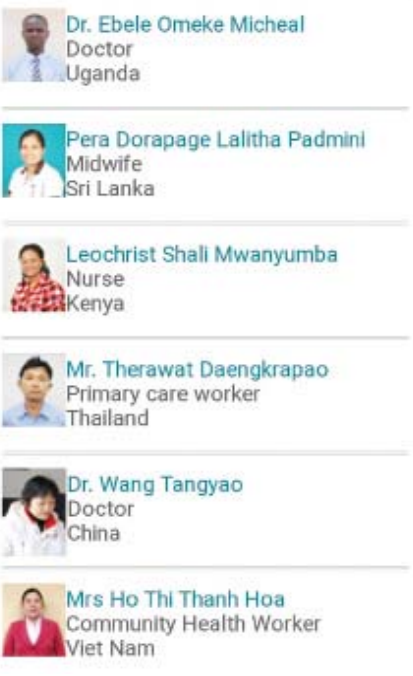 Dr. Ebele Omeke Micheal
Doctor
Uganda
Pera Dorapage Lalitha Padmini
Midwife
Sri Lanka
Leochrist Shali Mwanyumba
Nurse
Kenya
Mr. Therawat Daengkrapao
Primary care worker
Thailand
Dr. Wang Tangyao
Doctor
China
Mrs Ho Thi Thanh Hoa
Community Health Worker
Viet Nam